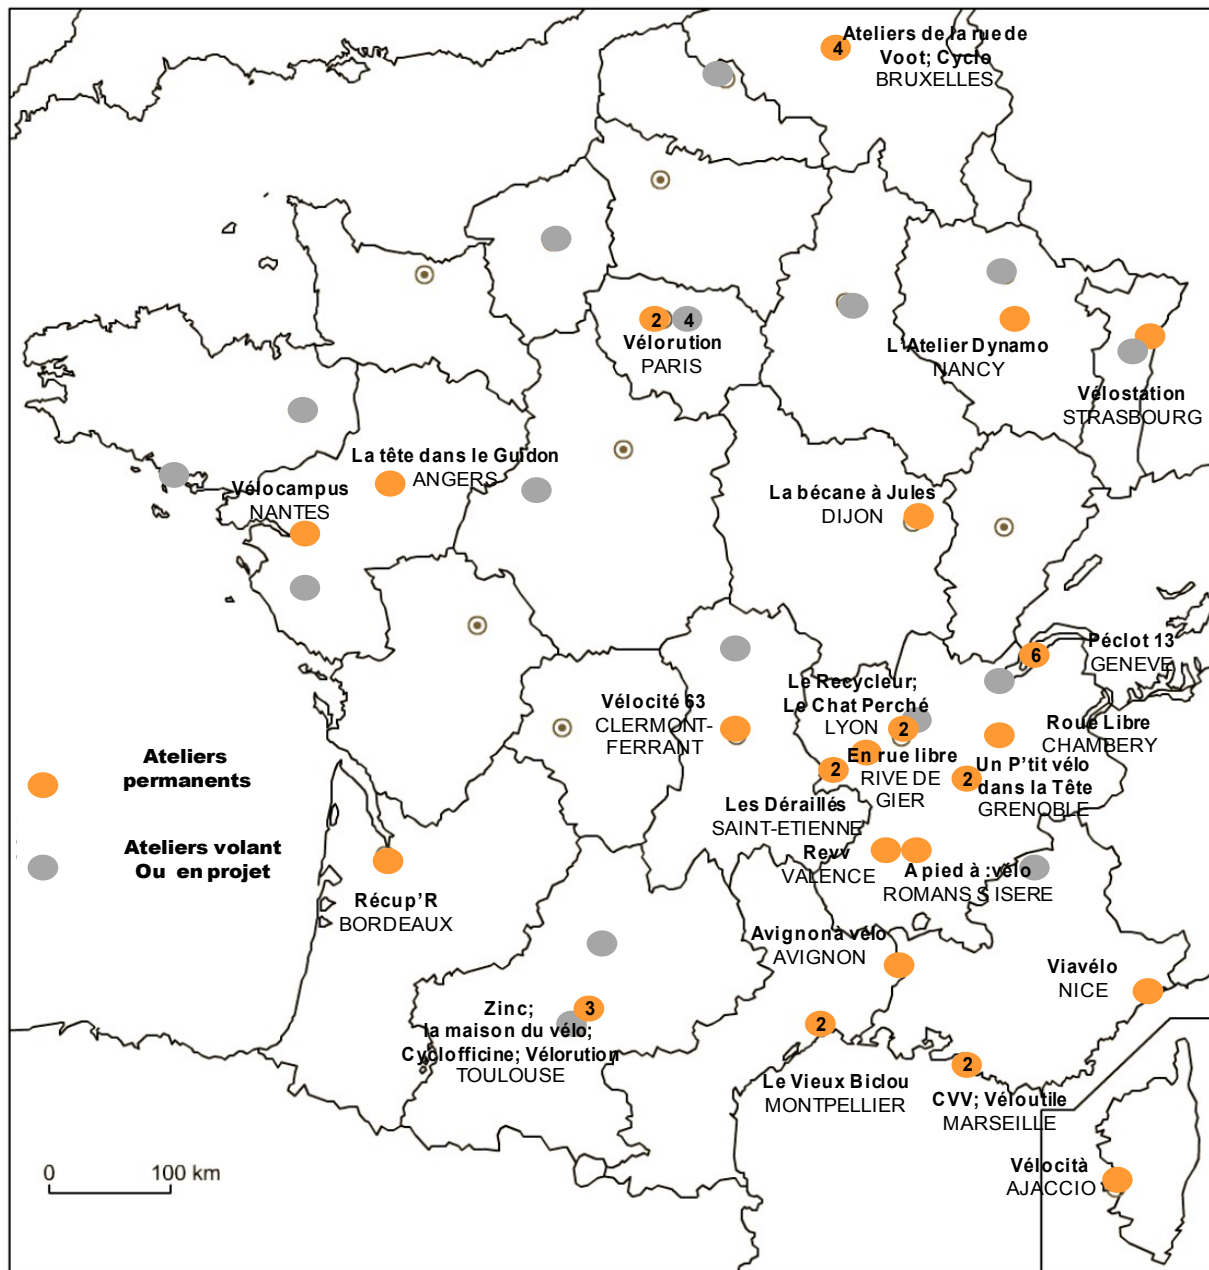 4
Ateliers de la rue de
Voot; Cyclo
BRUXELLES
2
4
Vélorution
PARIS
L'Atelier Dynamo
NANCY
Vélostation
STRASBOURG
La tête dans le Guidon
ANGERS
Vélocampus
NANTES
La bécane à Jules
DIJON
6
Péclot 13
GENEVE
Le Recycleur;
Le Chat Perché
LYON
2
Vélocité 63
CLERMONT-
FERRANT
Roue Libre
CHAMBERY
En rue libre
RIVE DE
GIER
2
2
Un P'tit vélo
dans la Tête
GRENOBLE
Les Déraillés
SAINT-ETIENNE
Revv
VALENCE
A pied à :vélo
ROMANS S ISERE
Ateliers
permanents
Ateliers volant
Ou en projet
Récup'R
BORDEAUX
Avignonà vélo
AVIGNON
Viavélo
NICE
Zinc;
la maison du vélo;
Cyclofficine; Vélorution
TOULOUSE
3
2
Le Vieux Biclou
MONTPELLIER
2
CVV; Véloutile
MARSEILLE
Vélocità
AJACCIO
0 100 km